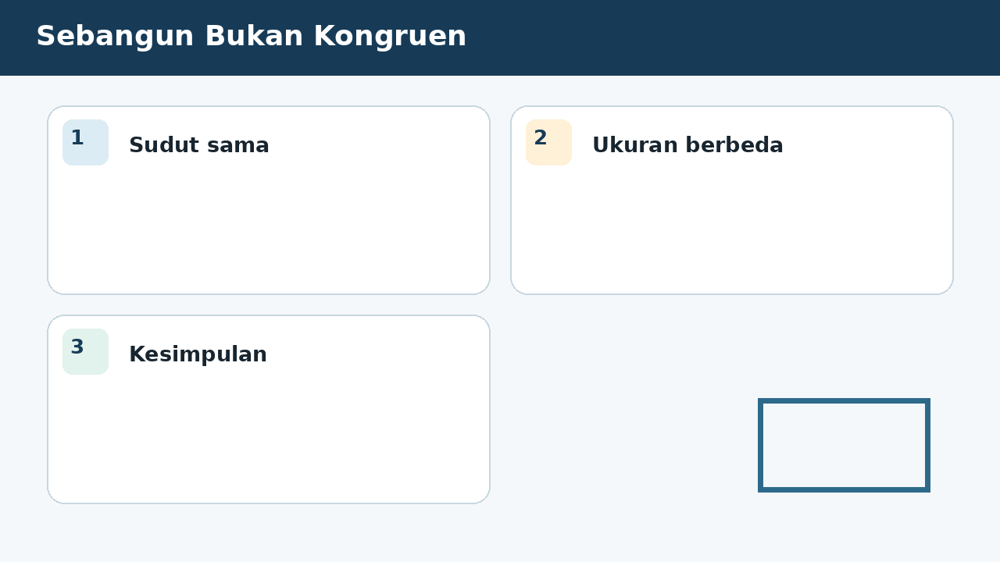 Sebangun Bukan Kongruen
1 Sudut sama
2 Ukuran berbeda
3 Kesimpulan